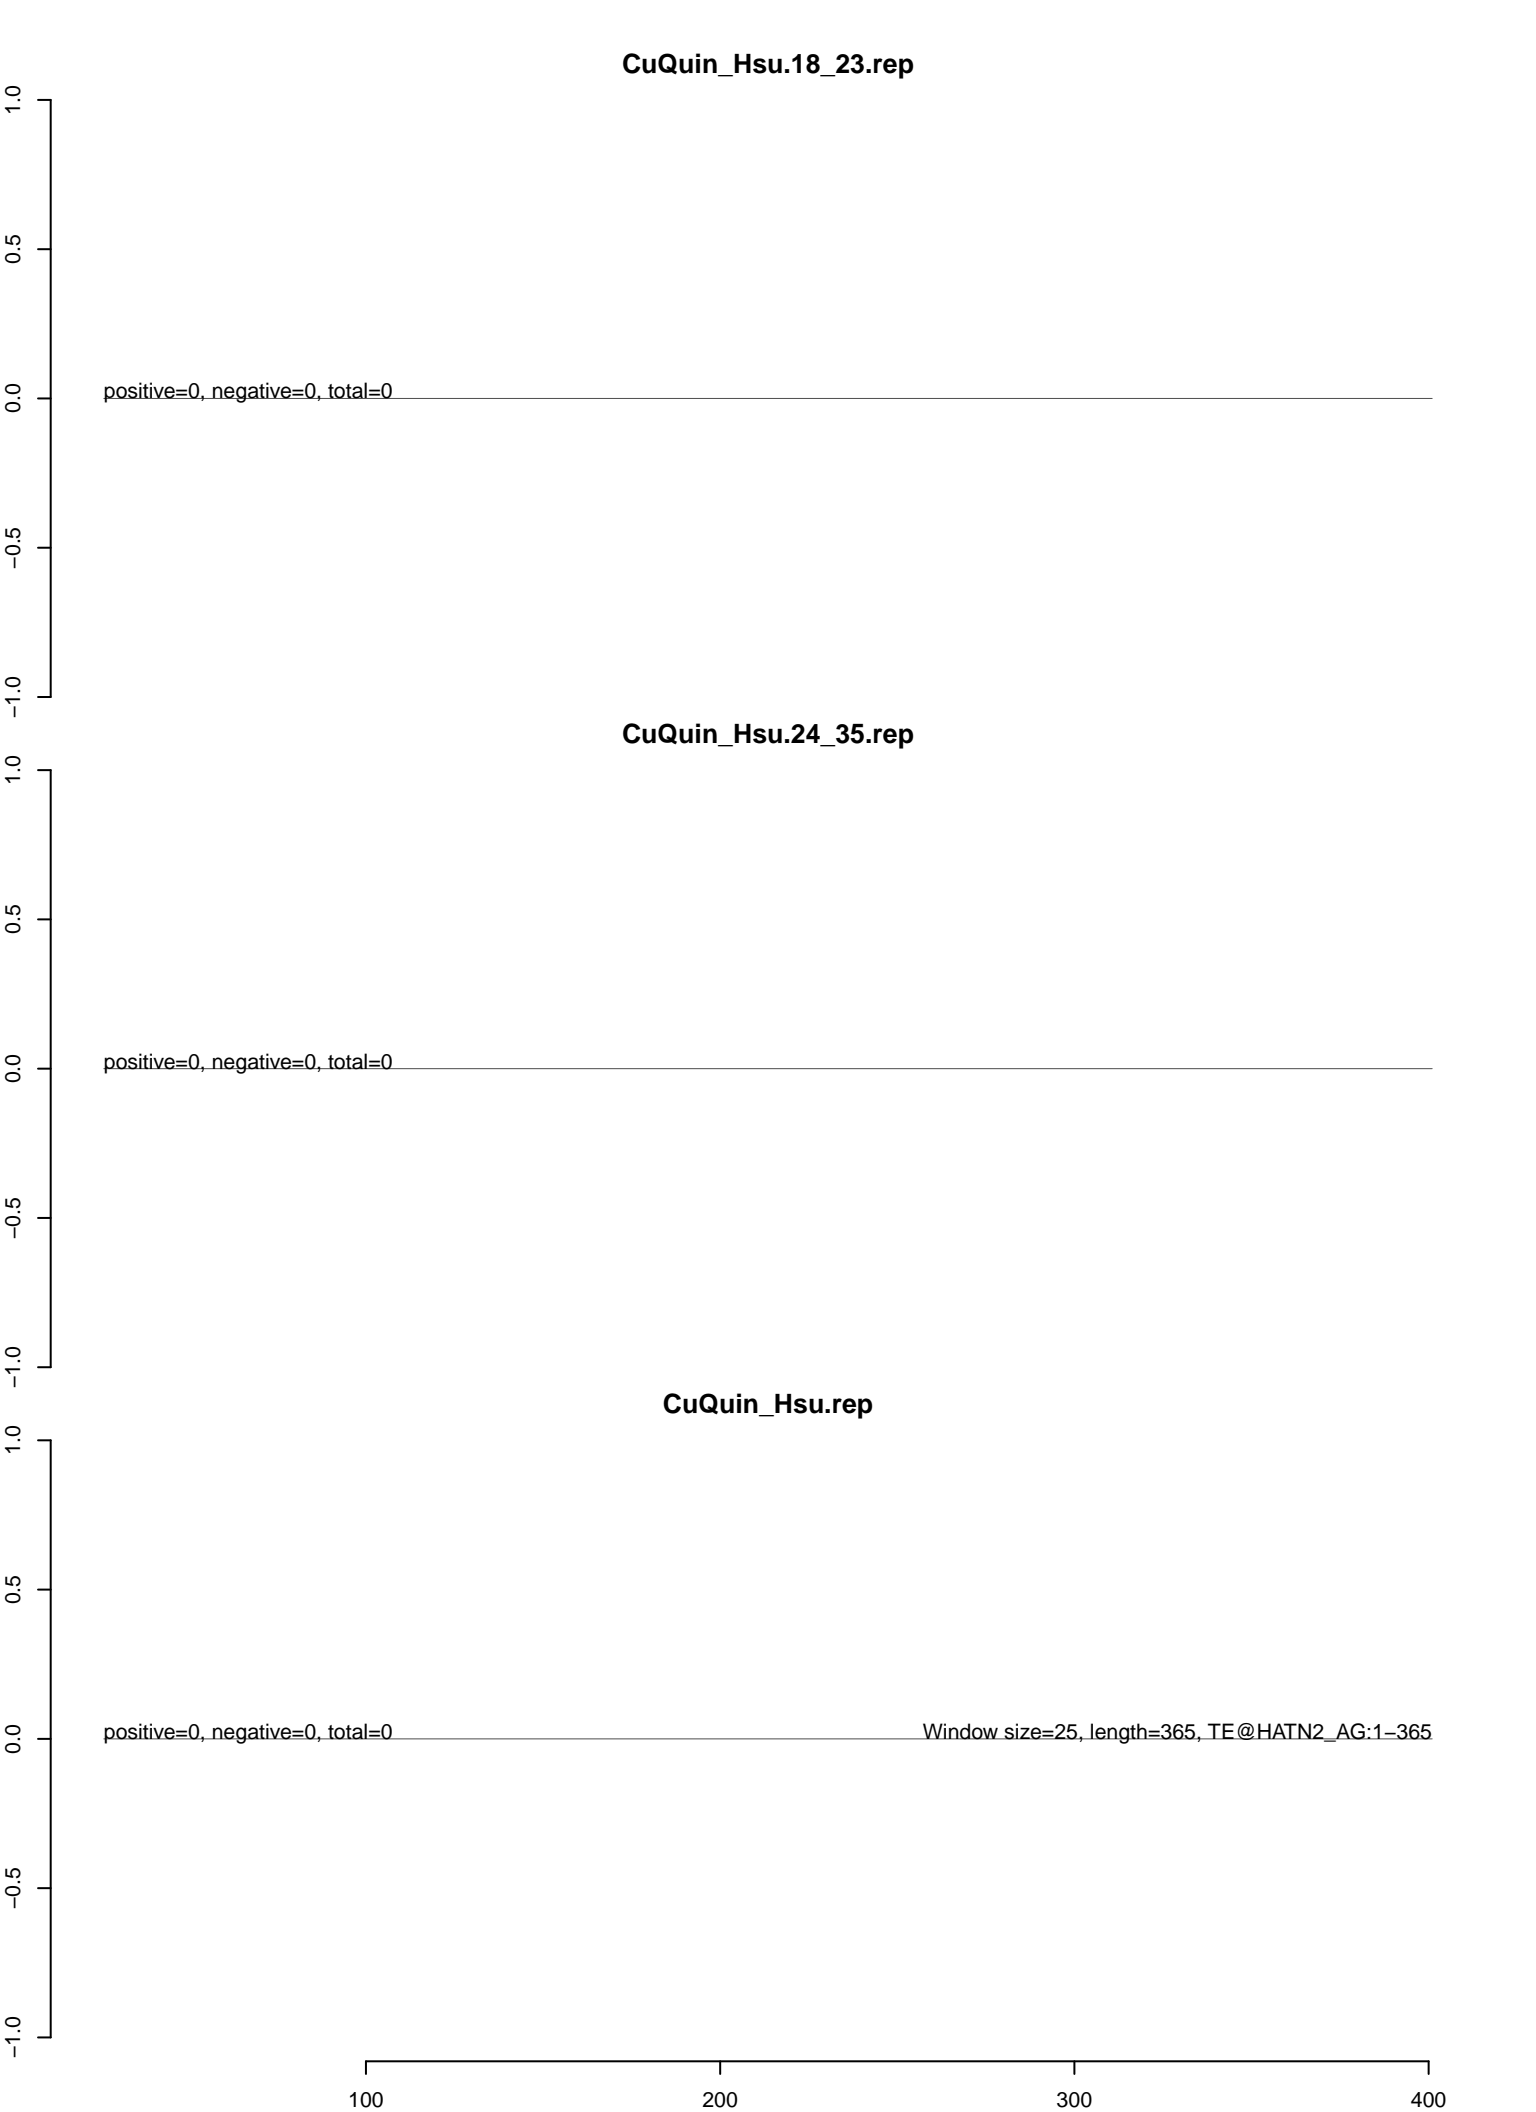 CuQuin_Hsu.18_23.rep
1.0
0.5
0.0
−0.5
−1.0
positive=0, negative=0, total=0
CuQuin_Hsu.24_35.rep
1.0
0.5
0.0
−0.5
−1.0
positive=0, negative=0, total=0
CuQuin_Hsu.rep
1.0
0.5
0.0
−0.5
−1.0
positive=0, negative=0, total=0
Window size=25, length=365, TE@HATN2_AG:1−365
100 200 300 400